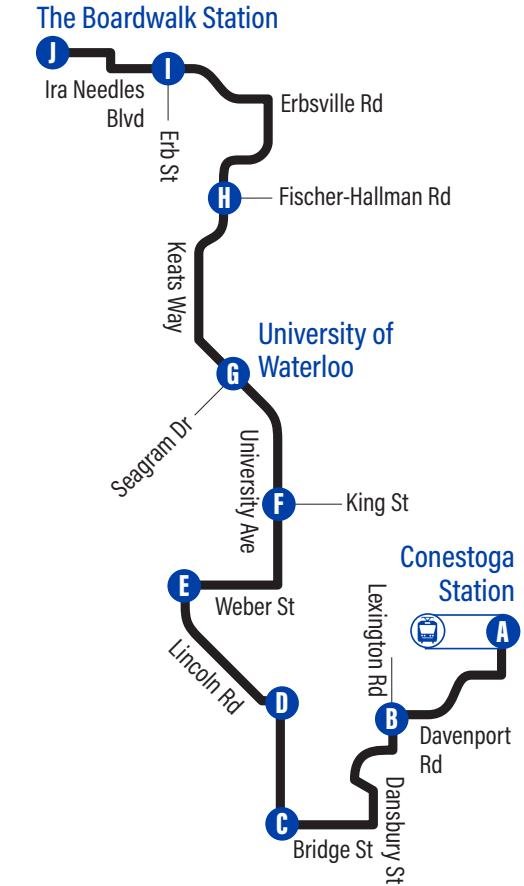 The Boardwalk Station
J
I
Ira Needles
Blvd
Erb St
Erbsville Rd
H
Fischer-Hallman Rd
Keats Way
University of
Waterloo
G
Seagram Dr
University Ave
F
King St
Conestoga
Station
E
Weber St
Lexington Rd
A
Lincoln Rd
D
B
Davenport
Rd
Dansbury St
C
Bridge St